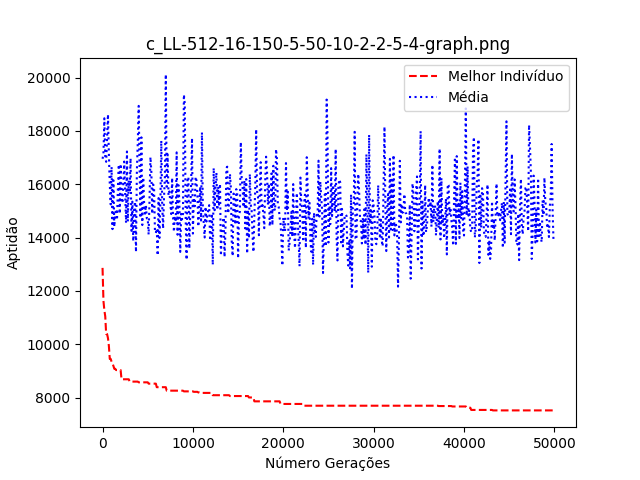 c_LL-512-16-150-5-50-10-2-2-5-4-graph.png
Melhor Indivíduo
Média
20000
18000
16000
14000
12000
10000
8000
Aptidão
0 10000 20000 30000 40000 50000
Número Gerações